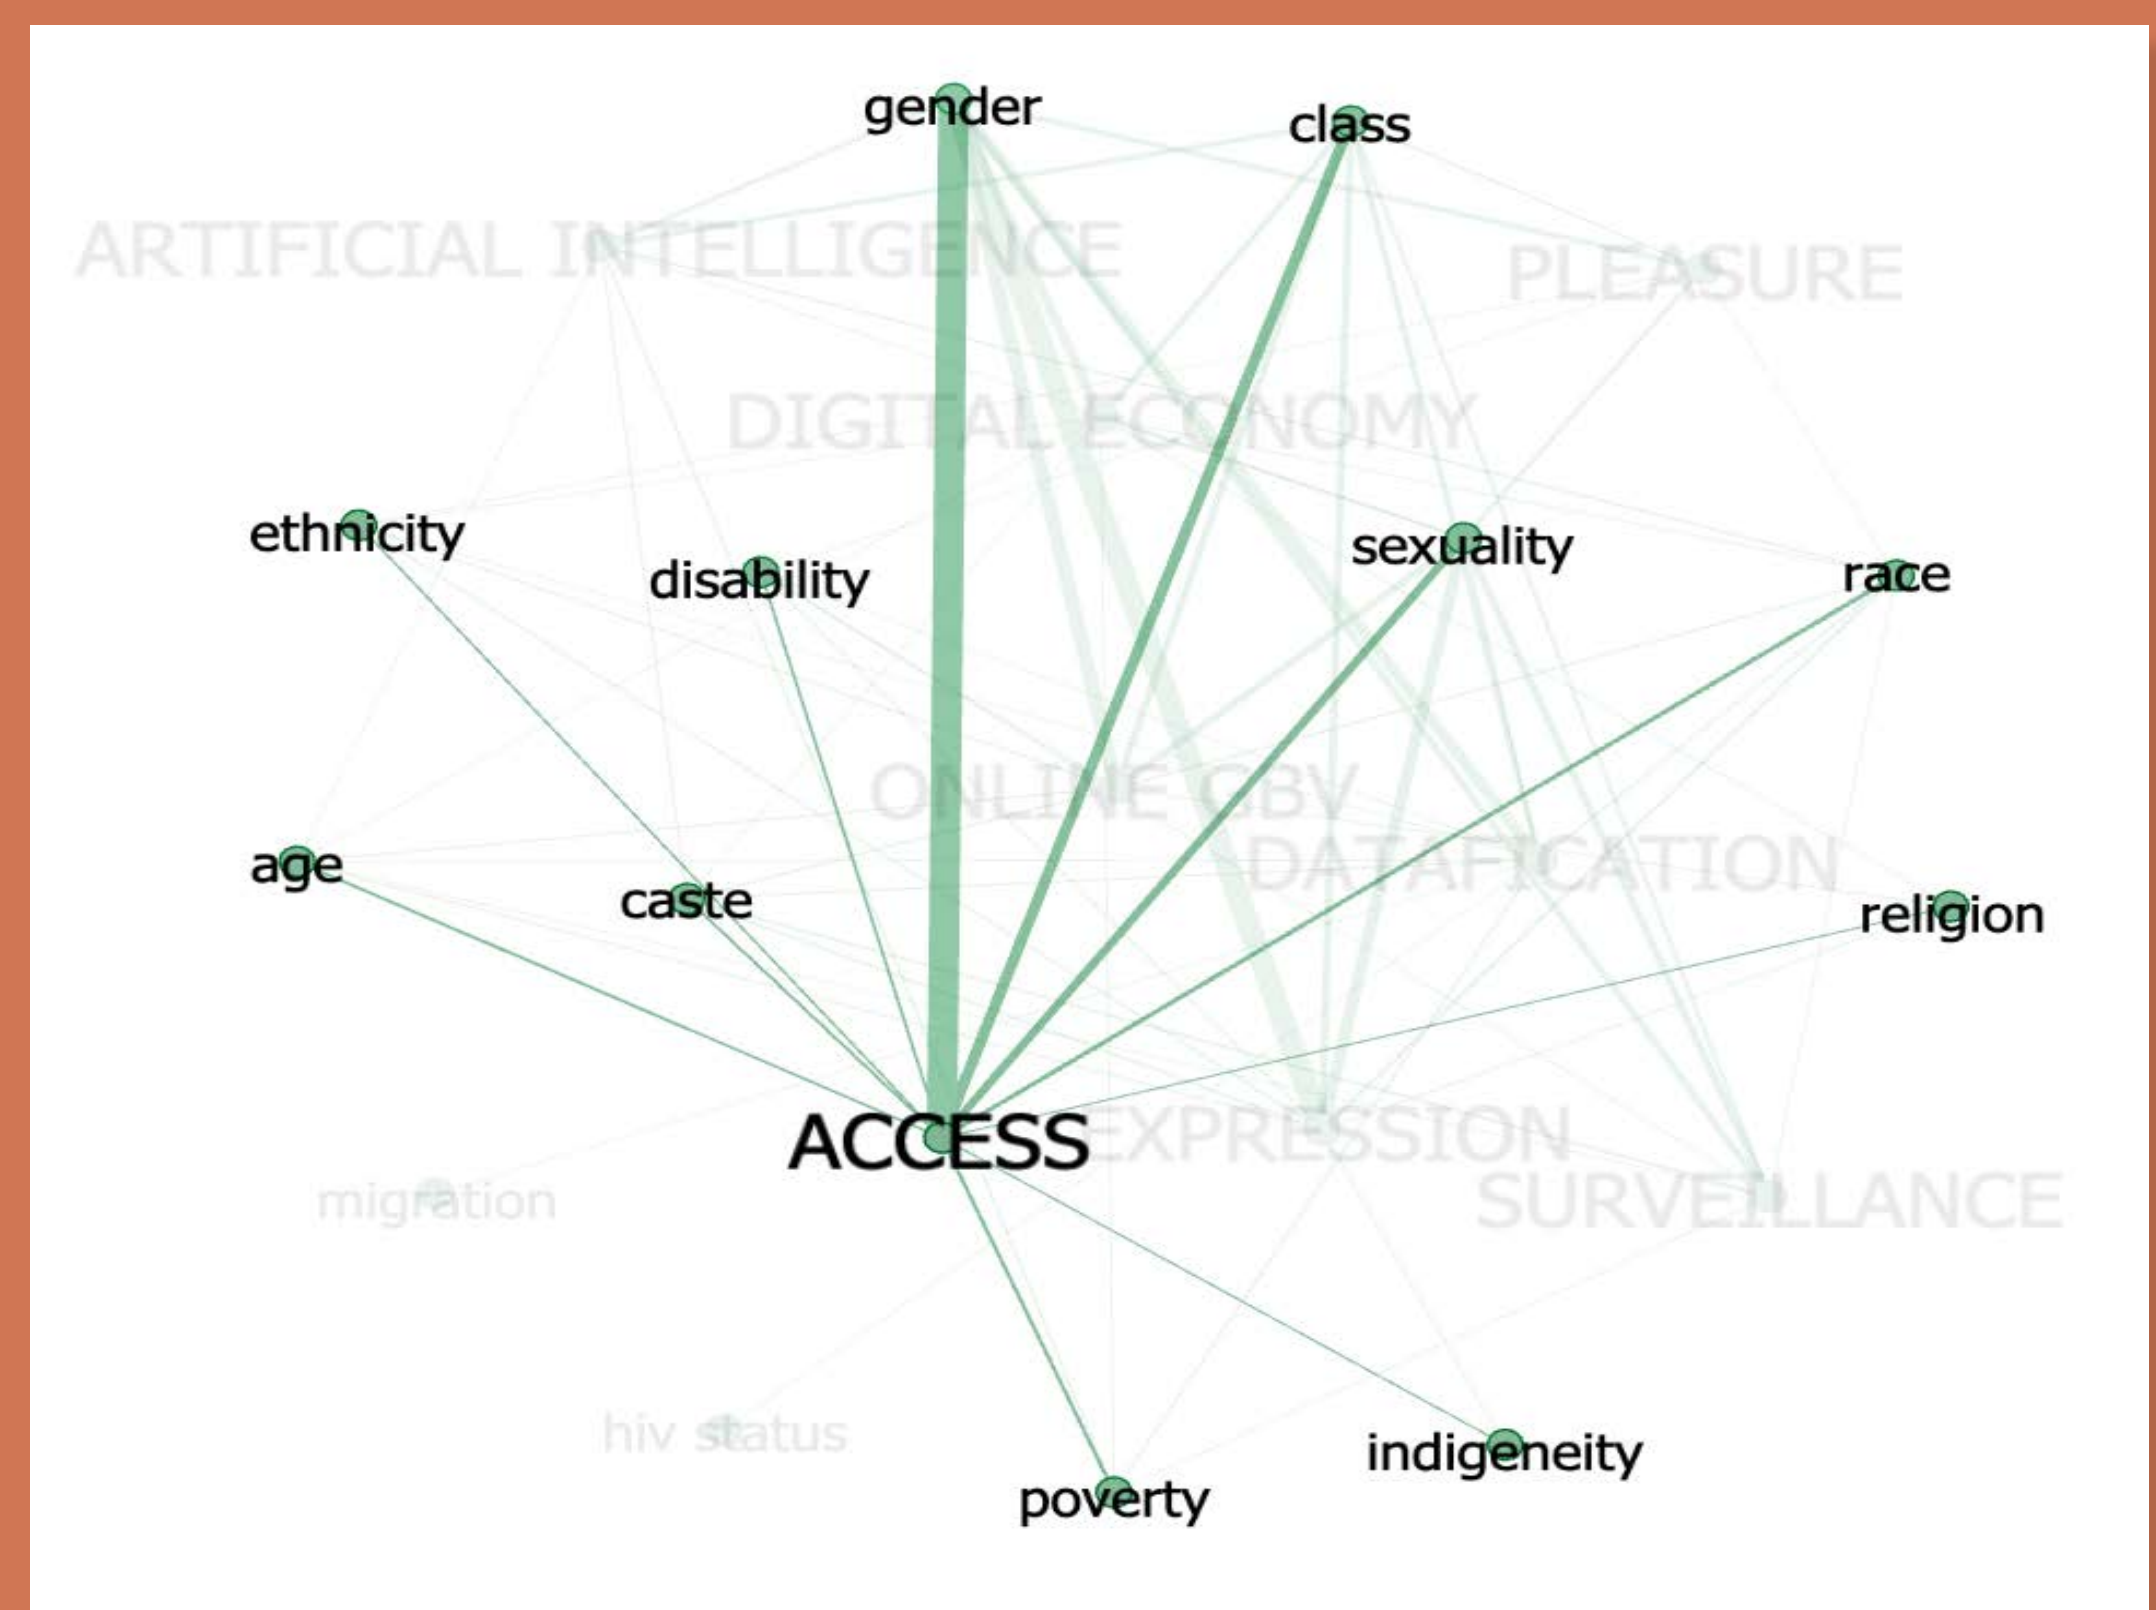 gender
class
ARTIFICIAL INTELLIGENCE
PLEASURE
DIGITAL ECONOMY
ethnicity
disability
sexuality
race
ONLINE GBV
DATAFICATION
age
caste
religion
ACCESS
EXPRESSION
SURVEILLANCE
migration
hiv status
indigeneity
poverty